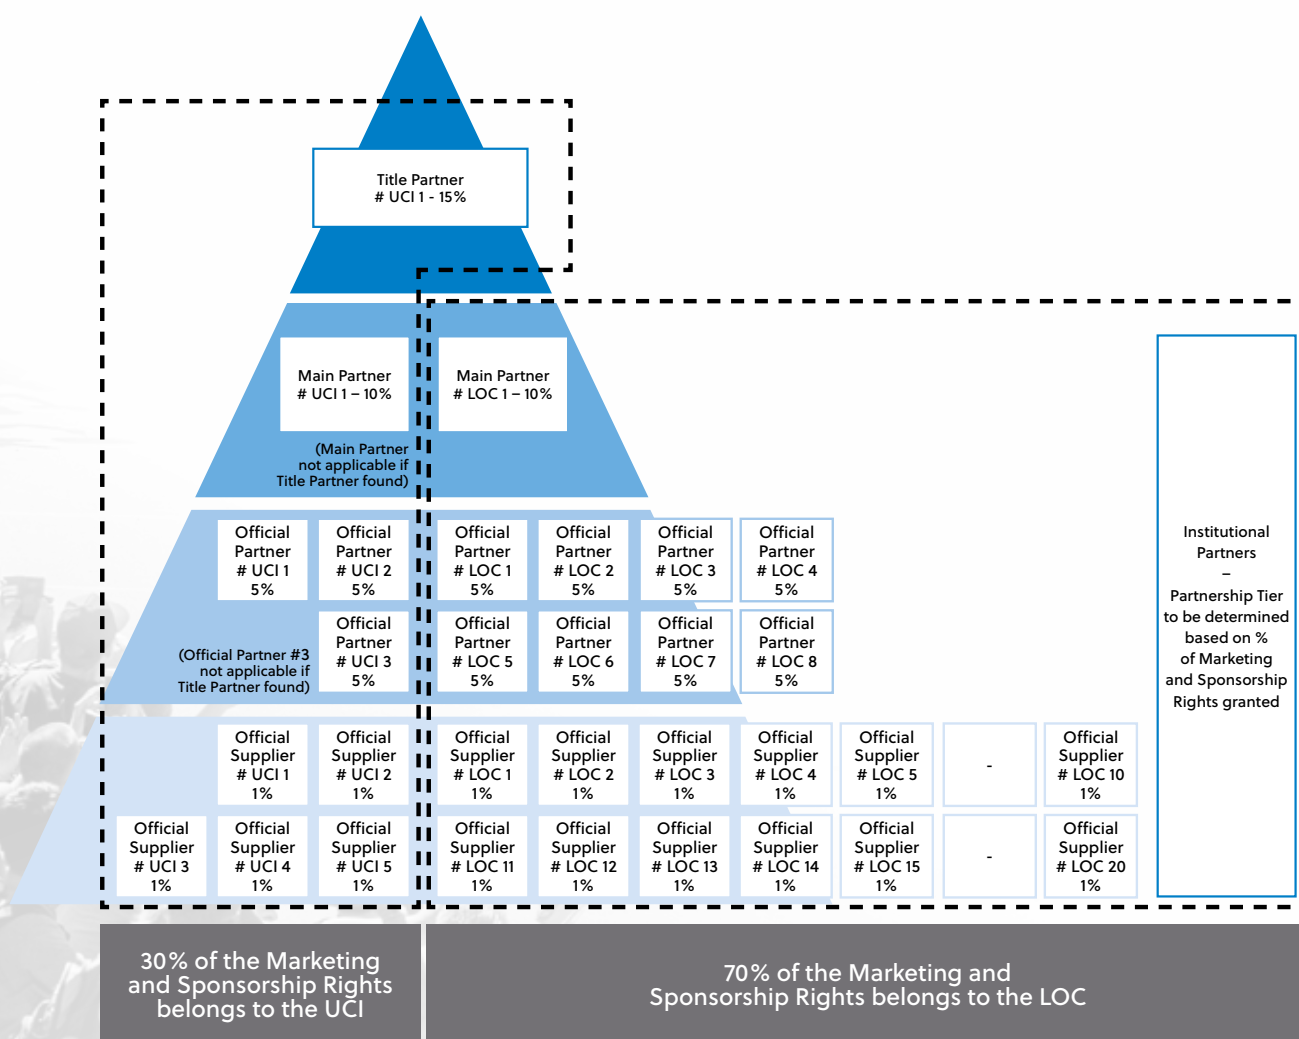 Title Partner
# UCI 1 - 15%
Main Partner
# UCI 1 – 10%
Main Partner
# LOC 1 – 10%
(Main Partner
not applicable if
Title Partner found)
Official
Partner
# UCI 1
5%
Official
Partner
# UCI 2
5%
Official
Partner
# LOC 1
5%
Official
Partner
# LOC 2
5%
Official
Partner
# LOC 3
5%
Official
Partner
# LOC 4
5%
(Official Partner #3
not applicable if
Title Partner found)
Official
Partner
# UCI 3
5%
Official
Partner
# LOC 5
5%
Official
Partner
# LOC 6
5%
Official
Partner
# LOC 7
5%
Official
Partner
# LOC 8
5%
Official
Supplier
# UCI 1
1%
Official
Supplier
# UCI 2
1%
Official
Supplier
# LOC 1
1%
Official
Supplier
# LOC 2
1%
Official
Supplier
# LOC 3
1%
Official
Supplier
# LOC 4
1%
Official
Supplier
# LOC 5
1%
-
Official
Supplier
# LOC 10
1%
Official
Supplier
# UCI 3
1%
Official
Supplier
# UCI 4
1%
Official
Supplier
# UCI 5
1%
Official
Supplier
# LOC 11
1%
Official
Supplier
# LOC 12
1%
Official
Supplier
# LOC 13
1%
Official
Supplier
# LOC 14
1%
Official
Supplier
# LOC 15
1%
-
Official
Supplier
# LOC 20
1%
Institutional
Partners
–
Partnership Tier
to be determined
based on %
of Marketing
and Sponsorship
Rights granted
30% of the Marketing
and Sponsorship Rights
belongs to the UCI
70% of the Marketing and
Sponsorship Rights belongs to the LOC